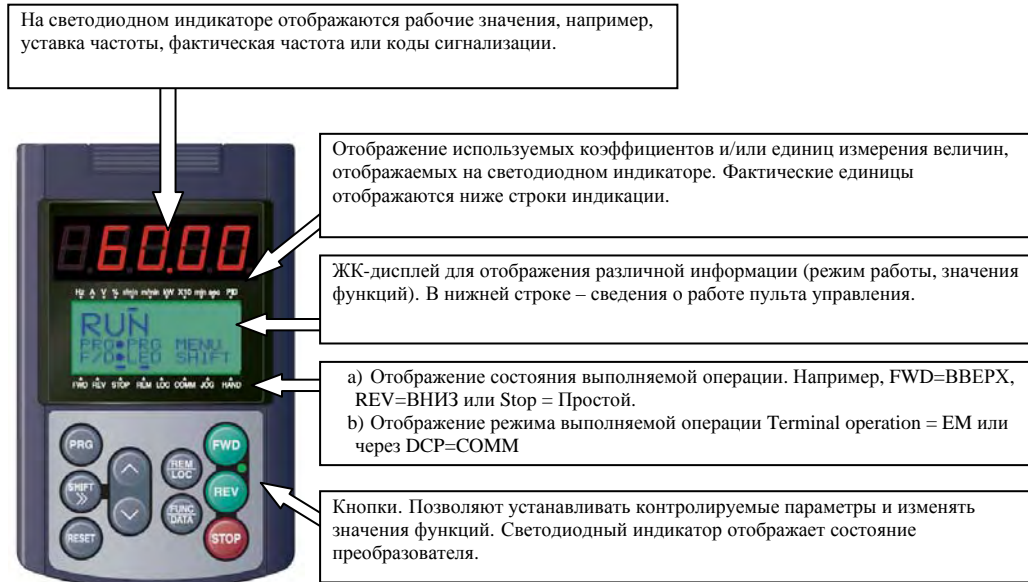 На светодиодном индикаторе отображаются рабочие значения, например,
уставка частоты, фактическая частота или коды сигнализации.
Отображение используемых коэффициентов и/или единиц измерения величин,
отображаемых на светодиодном индикаторе. Фактические единицы
отображаются ниже строки индикации.
60.00
Hz A V % r/min m/min kW X10 min sec PID
ЖК-дисплей для отображения различной информации (режим работы, значения
функций). В нижней строке – сведения о работе пульта управления.
RUN
PRG PRG MENU
F/D LED SHIFT
FWD REV STOP REM LOC COMM JOG HAND
a) Отображение состояния выполняемой операции. Например, FWD=ВВЕРХ,
REV=ВНИЗ или Stop = Простой.
b) Отображение режима выполняемой операции Terminal operation = EM или
через DCP=COMM
PRG
FWD
REM
LOC
SHIFT
REV
FUNC
DATA
RESET
STOP
Кнопки. Позволяют устанавливать контролируемые параметры и изменять
значения функций. Светодиодный индикатор отображает состояние
преобразователя.